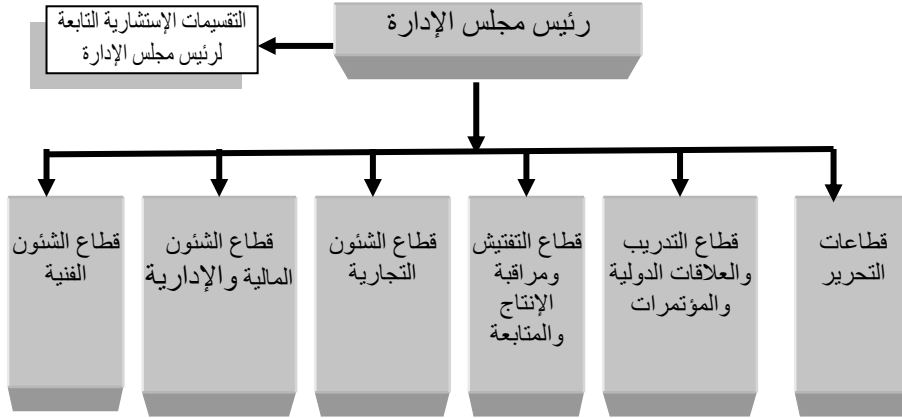 رئيس مجلس الإدارة
التقسيمات الإستشارية التابعة
لرئيس مجلس الإدارة
قطاعات
التحرير
قطاع التدريب
والعلاقات الدولية
والمؤتمرات
قطاع التفتيش
ومراقبة
الإنتاج
والمتابعة
قطاع الشئون
التجارية
قطاع الشئون
المالية والإدارية
قطاع الشئون
الفنية